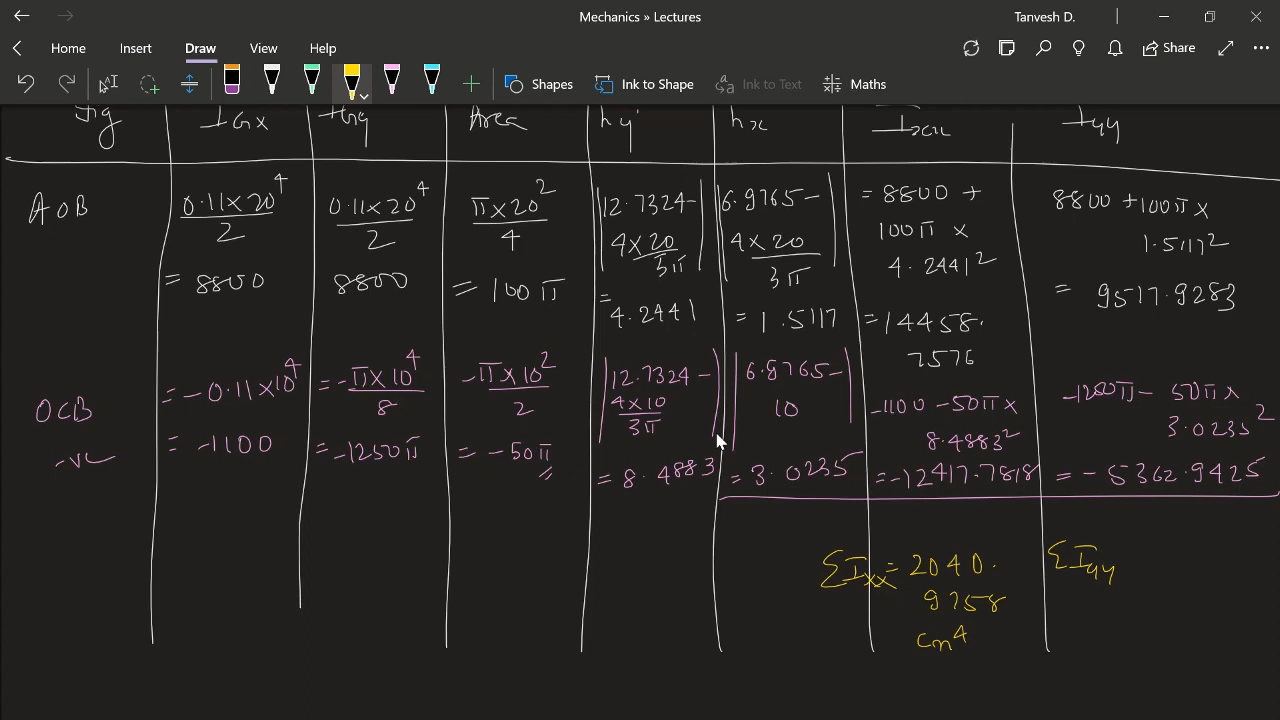 Mechanics » Lectures
Tanvesh D.
Home Insert Draw View Help
Share
Shapes Ink to Shape Ink to Text Maths
Fig IGx IGy Area hy hx Ixx Iyy
AOB
0.11×20⁴
2
= 8800
0.11×20⁴
2
8800
π×20²
4
= 100π
|12.7324-
4×20
3π|
=
4.2441
|6.9765-
4×20
3π|
= 1.5117
= 8800 +
100π ×
4.2441²
= 14458.
7576
8800 + 100π ×
1.5117²
= 9517.9283
OCB
-ve
= -0.11×10⁴
= -1100
= -π×10⁴
8
= -1250π
-π×10²
2
= -50π
|12.7324-
4×10
3π|
= 8.4883
|6.9765-
10|
= 3.0235
-1100 -50π×
8.4883²
= -12417.7818
-1250π- 50π×
3.0235²
= -5362.9425
ΣIxx = 2040.
9758
cm⁴
ΣIyy